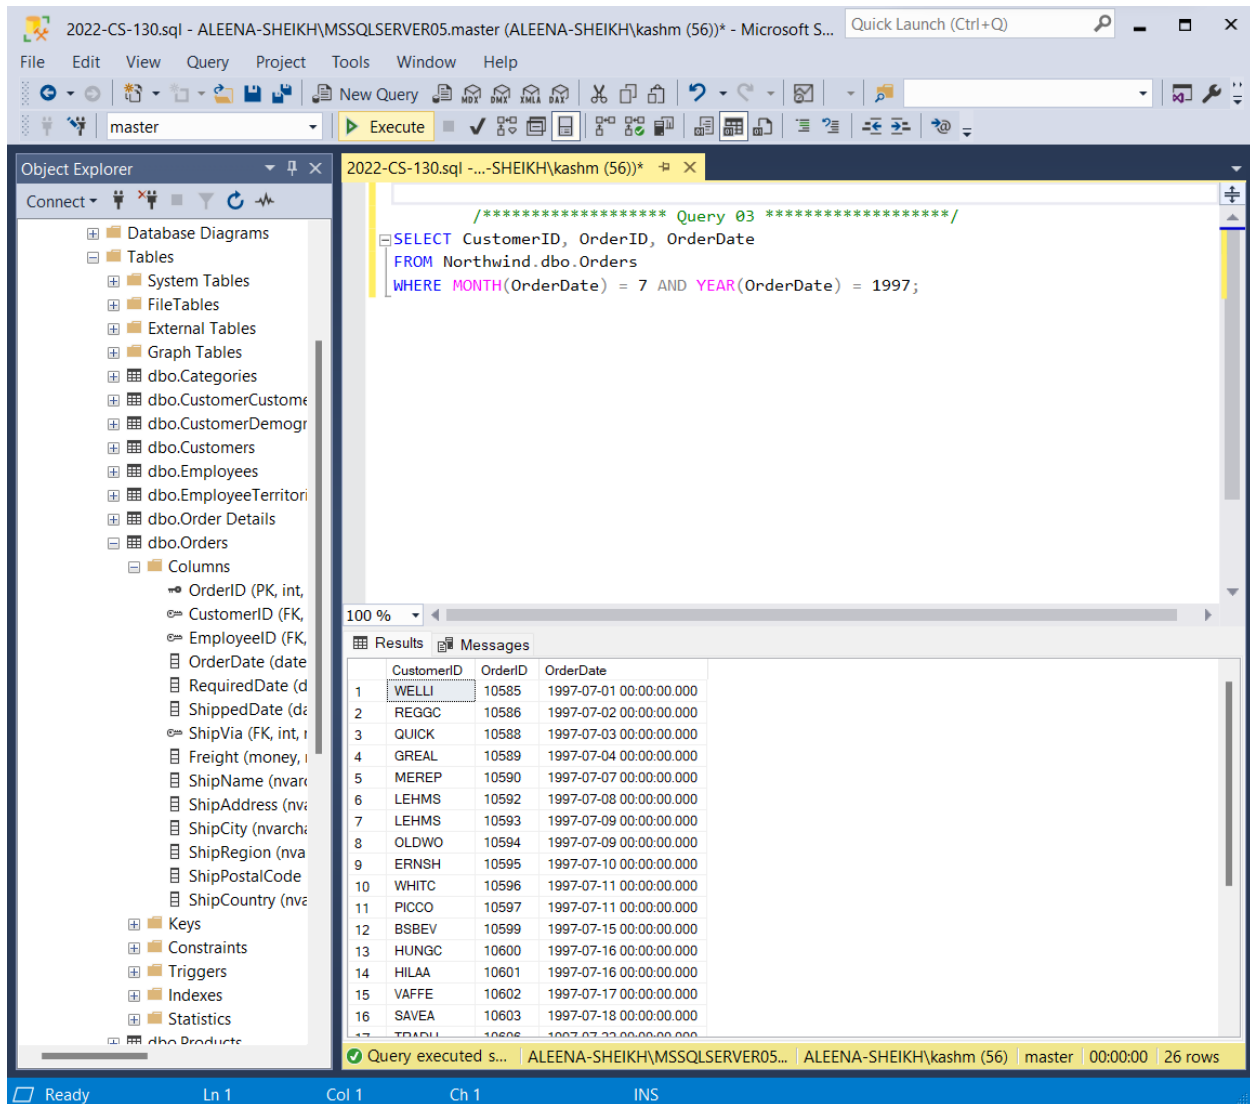 2022-CS-130.sql - ALEENA-SHEIKH\MSSQLSERVER05.master (ALEENA-SHEIKH\kashm (56))* - Microsoft S...
Quick Launch (Ctrl+Q)
File Edit View Query Project Tools Window Help
New Query MDX DMX XMLA DAX
master Execute
Object Explorer
Connect
Database Diagrams
Tables
System Tables
FileTables
External Tables
Graph Tables
dbo.Categories
dbo.CustomerCustome
dbo.CustomerDemogr
dbo.Customers
dbo.Employees
dbo.EmployeeTerritori
dbo.Order Details
dbo.Orders
Columns
OrderID (PK, int,
CustomerID (FK,
EmployeeID (FK,
OrderDate (date
RequiredDate (d
ShippedDate (da
ShipVia (FK, int, r
Freight (money, 
ShipName (nvarc
ShipAddress (nva
ShipCity (nvarcha
ShipRegion (nva
ShipPostalCode
ShipCountry (nva
Keys
Constraints
Triggers
Indexes
Statistics
dbo.Products
2022-CS-130.sql -...-SHEIKH\kashm (56))*
/******************* Query 03 *******************/
SELECT CustomerID, OrderID, OrderDate
FROM Northwind.dbo.Orders
WHERE MONTH(OrderDate) = 7 AND YEAR(OrderDate) = 1997;
100 %
Results Messages
CustomerID OrderID OrderDate
1 WELLI 10585 1997-07-01 00:00:00.000
2 REGGC 10586 1997-07-02 00:00:00.000
3 QUICK 10588 1997-07-03 00:00:00.000
4 GREAL 10589 1997-07-04 00:00:00.000
5 MEREP 10590 1997-07-07 00:00:00.000
6 LEHMS 10592 1997-07-08 00:00:00.000
7 LEHMS 10593 1997-07-09 00:00:00.000
8 OLDWO 10594 1997-07-09 00:00:00.000
9 ERNSH 10595 1997-07-10 00:00:00.000
10 WHITC 10596 1997-07-11 00:00:00.000
11 PICCO 10597 1997-07-11 00:00:00.000
12 BSBEV 10599 1997-07-15 00:00:00.000
13 HUNGC 10600 1997-07-16 00:00:00.000
14 HILAA 10601 1997-07-16 00:00:00.000
15 VAFFE 10602 1997-07-17 00:00:00.000
16 SAVEA 10603 1997-07-18 00:00:00.000
Query executed s... ALEENA-SHEIKH\MSSQLSERVER05... ALEENA-SHEIKH\kashm (56) master 00:00:00 26 rows
Ready Ln 1 Col 1 Ch 1 INS